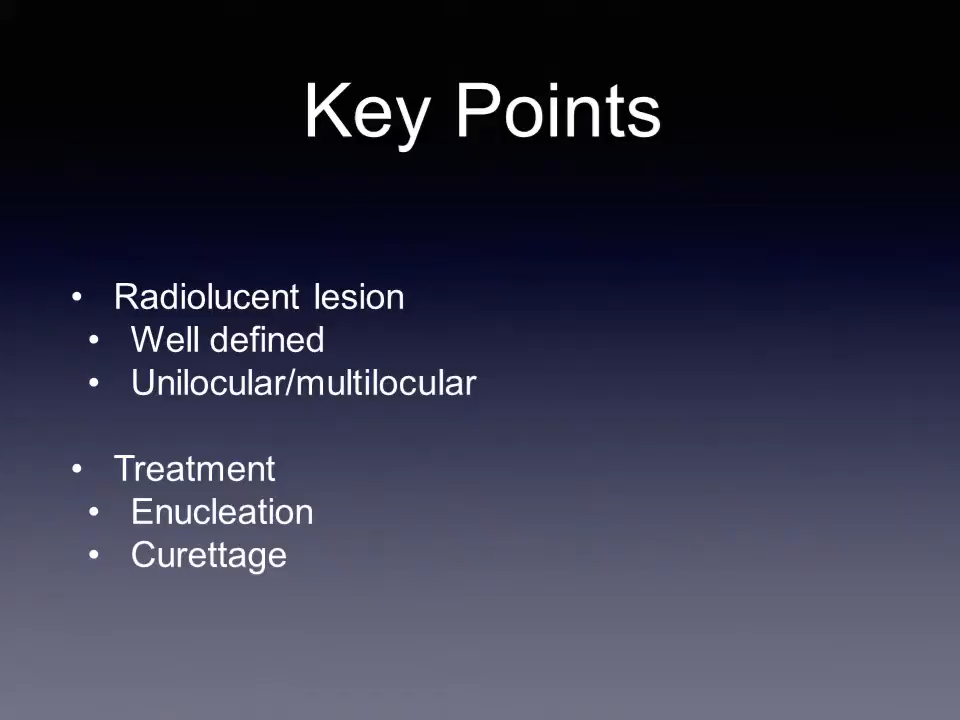 Key Points
• Radiolucent lesion
• Well defined
• Unilocular/multilocular
• Treatment
• Enucleation
• Curettage